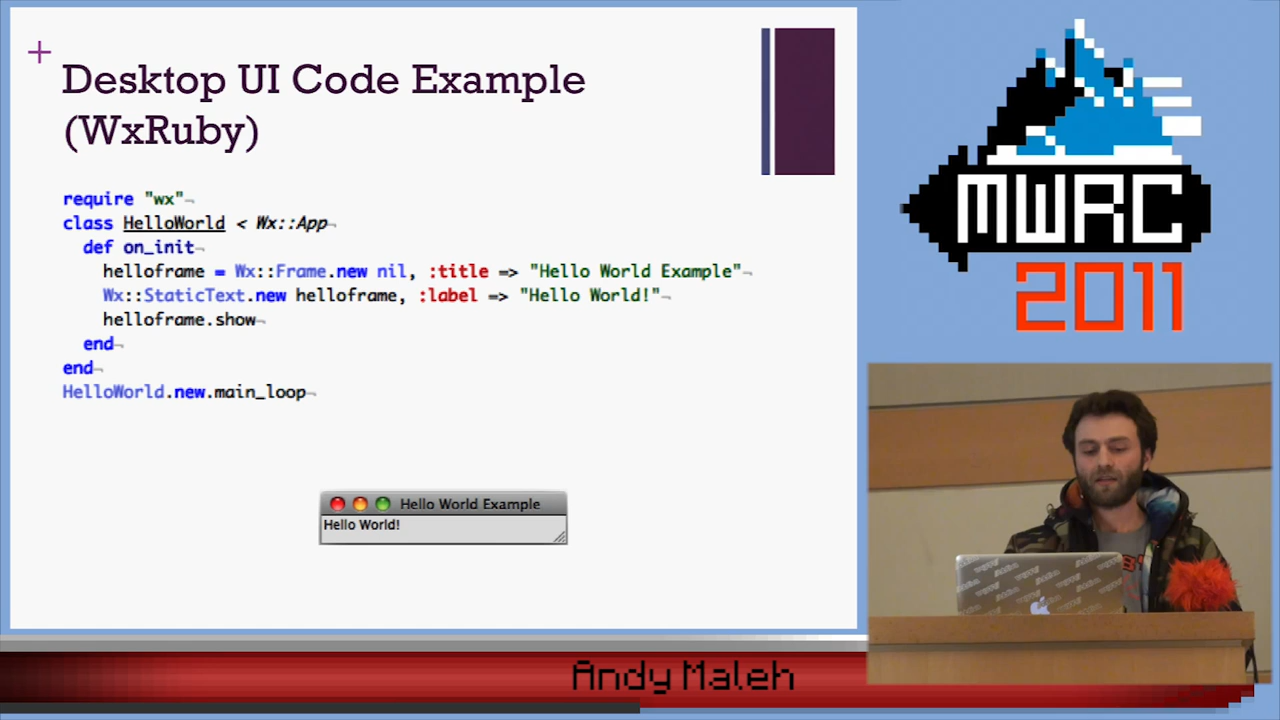 +
Desktop UI Code Example
(WxRuby)
require "wx"¬
class HelloWorld < Wx::App¬
  def on_init¬
    helloframe = Wx::Frame.new nil, :title => "Hello World Example"¬
    Wx::StaticText.new helloframe, :label => "Hello World!"¬
    helloframe.show¬
  end¬
end¬
HelloWorld.new.main_loop¬
Hello World Example
Hello World!
MWRC
2011
Andy Maleh